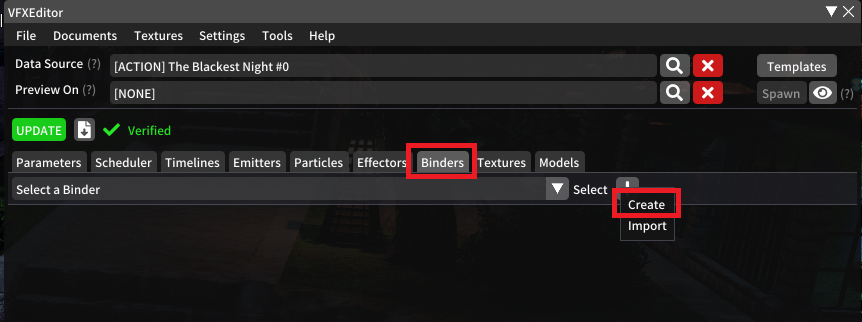 VFXEditor
File Documents Textures Settings Tools Help
Data Source (?) [ACTION] The Blackest Night #0 Templates
Preview On (?) [NONE] Spawn (?)
UPDATE Verified
Parameters Scheduler Timelines Emitters Particles Effectors Binders Textures Models
Select a Binder Select
Create
Import